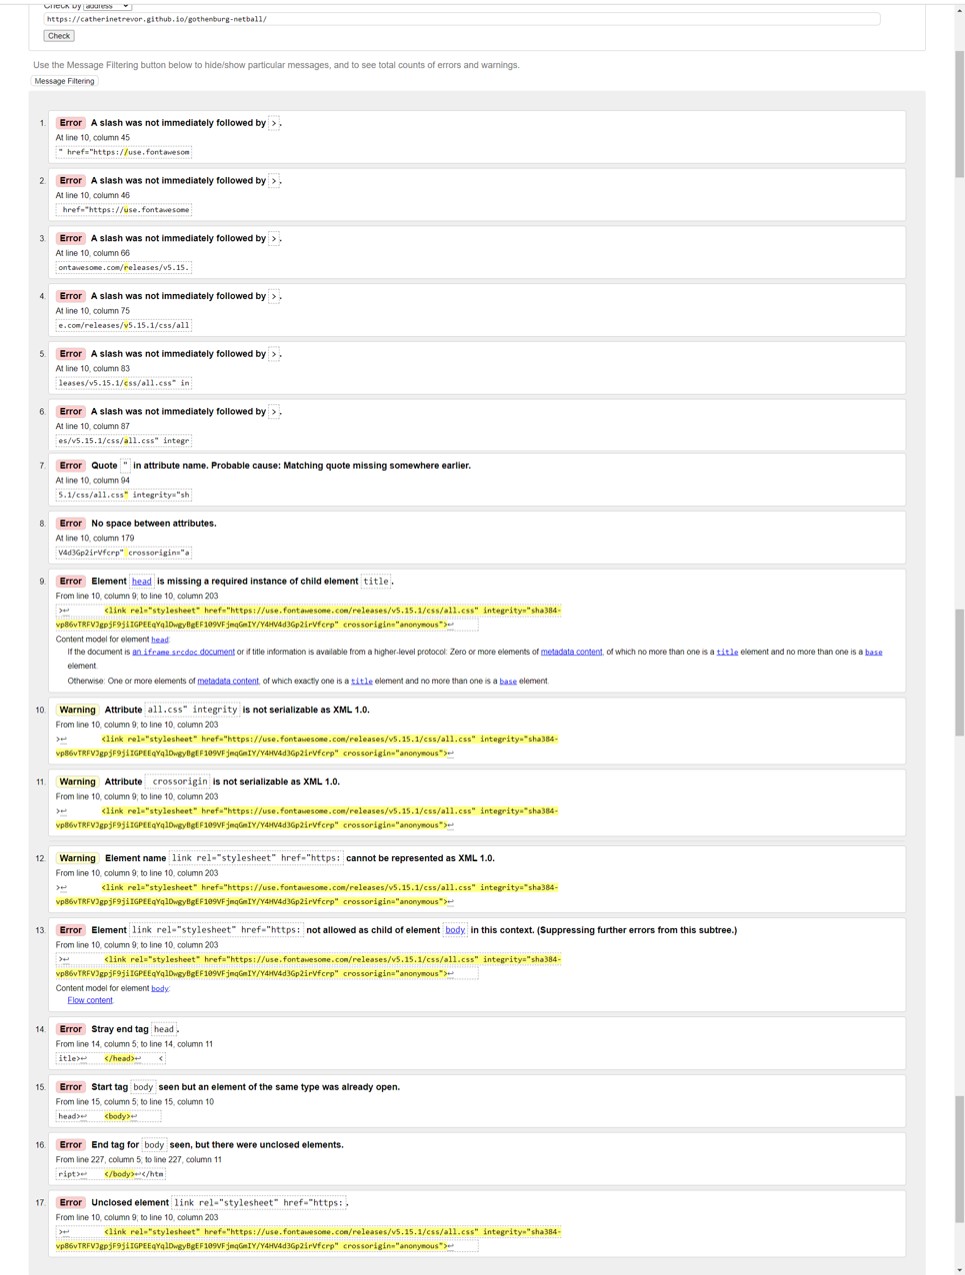 Check by address
https://catherinetrevor.github.io/gothenburg-netball/
Check
Use the Message Filtering button below to hide/show particular messages, and to see total counts of errors and warnings.
Message Filtering
1. Error A slash was not immediately followed by >.
At line 10, column 45
" href="https://use.fontawesom
2. Error A slash was not immediately followed by >.
At line 10, column 46
href="https://use.fontawesome
3. Error A slash was not immediately followed by >.
At line 10, column 66
ontawesome.com/releases/v5.15.
4. Error A slash was not immediately followed by >.
At line 10, column 75
e.com/releases/v5.15.1/css/all
5. Error A slash was not immediately followed by >.
At line 10, column 83
leases/v5.15.1/css/all.css" in
6. Error A slash was not immediately followed by >.
At line 10, column 87
es/v5.15.1/css/all.css" integr
7. Error Quote " in attribute name. Probable cause: Matching quote missing somewhere earlier.
At line 10, column 94
5.1/css/all.css" integrity="sh
8. Error No space between attributes.
At line 10, column 179
V4d3Gp2irVfcrp" crossorigin="a
9. Error Element head is missing a required instance of child element title.
From line 10, column 9; to line 10, column 203
>↩ <link rel="stylesheet" href="https://use.fontawesome.com/releases/v5.15.1/css/all.css" integrity="sha384-
vp86vTRFVJgpjF9jiIGPEEqYqlDwgyBgEF109VFjmqGmIY/Y4HV4d3Gp2irVfcrp" crossorigin="anonymous">↩
Content model for element head:
If the document is an iframe srcdoc document or if title information is available from a higher-level protocol: Zero or more elements of metadata content, of which no more than one is a title element and no more than one is a base
element.
Otherwise: One or more elements of metadata content, of which exactly one is a title element and no more than one is a base element.
10. Warning Attribute all.css" integrity is not serializable as XML 1.0.
From line 10, column 9; to line 10, column 203
>↩ <link rel="stylesheet" href="https://use.fontawesome.com/releases/v5.15.1/css/all.css" integrity="sha384-
vp86vTRFVJgpjF9jiIGPEEqYqlDwgyBgEF109VFjmqGmIY/Y4HV4d3Gp2irVfcrp" crossorigin="anonymous">↩
11. Warning Attribute crossorigin is not serializable as XML 1.0.
From line 10, column 9; to line 10, column 203
>↩ <link rel="stylesheet" href="https://use.fontawesome.com/releases/v5.15.1/css/all.css" integrity="sha384-
vp86vTRFVJgpjF9jiIGPEEqYqlDwgyBgEF109VFjmqGmIY/Y4HV4d3Gp2irVfcrp" crossorigin="anonymous">↩
12. Warning Element name link rel="stylesheet" href="https: cannot be represented as XML 1.0.
From line 10, column 9; to line 10, column 203
>↩ <link rel="stylesheet" href="https://use.fontawesome.com/releases/v5.15.1/css/all.css" integrity="sha384-
vp86vTRFVJgpjF9jiIGPEEqYqlDwgyBgEF109VFjmqGmIY/Y4HV4d3Gp2irVfcrp" crossorigin="anonymous">↩
13. Error Element link rel="stylesheet" href="https: not allowed as child of element body in this context. (Suppressing further errors from this subtree.)
From line 10, column 9; to line 10, column 203
>↩ <link rel="stylesheet" href="https://use.fontawesome.com/releases/v5.15.1/css/all.css" integrity="sha384-
vp86vTRFVJgpjF9jiIGPEEqYqlDwgyBgEF109VFjmqGmIY/Y4HV4d3Gp2irVfcrp" crossorigin="anonymous">↩
Content model for element body:
Flow content.
14. Error Stray end tag head.
From line 14, column 5; to line 14, column 11
itle>↩ </head>↩ <
15. Error Start tag body seen but an element of the same type was already open.
From line 15, column 5; to line 15, column 10
head>↩ <body>↩
16. Error End tag for body seen, but there were unclosed elements.
From line 227, column 5; to line 227, column 11
ript>↩ </body>↩</htm
17. Error Unclosed element link rel="stylesheet" href="https:.
From line 10, column 9; to line 10, column 203
>↩ <link rel="stylesheet" href="https://use.fontawesome.com/releases/v5.15.1/css/all.css" integrity="sha384-
vp86vTRFVJgpjF9jiIGPEEqYqlDwgyBgEF109VFjmqGmIY/Y4HV4d3Gp2irVfcrp" crossorigin="anonymous">↩